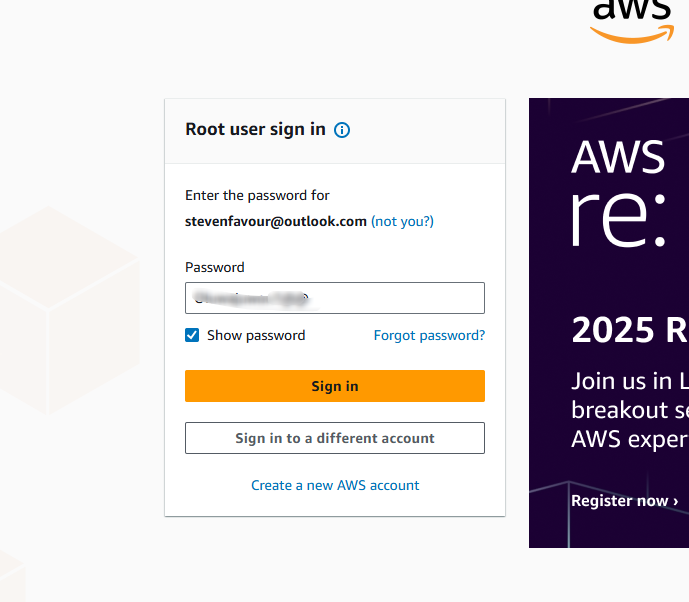 aws
Root user sign in
Enter the password for
stevenfavour@outlook.com (not you?)
Password
Show password
Forgot password?
Sign in
Sign in to a different account
Create a new AWS account
AWS
re:
2025 R
Join us in L
breakout se
AWS exper
Register now ›